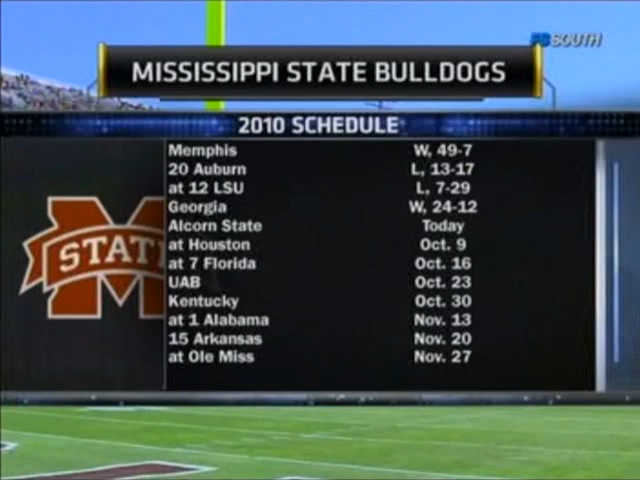 FS SOUTH
MISSISSIPPI STATE BULLDOGS
2010 SCHEDULE
Memphis W, 49-7
20 Auburn L, 13-17
at 12 LSU L, 7-29
Georgia W, 24-12
Alcorn State Today
at Houston Oct. 9
at 7 Florida Oct. 16
UAB Oct. 23
Kentucky Oct. 30
at 1 Alabama Nov. 13
15 Arkansas Nov. 20
at Ole Miss Nov. 27
STATE